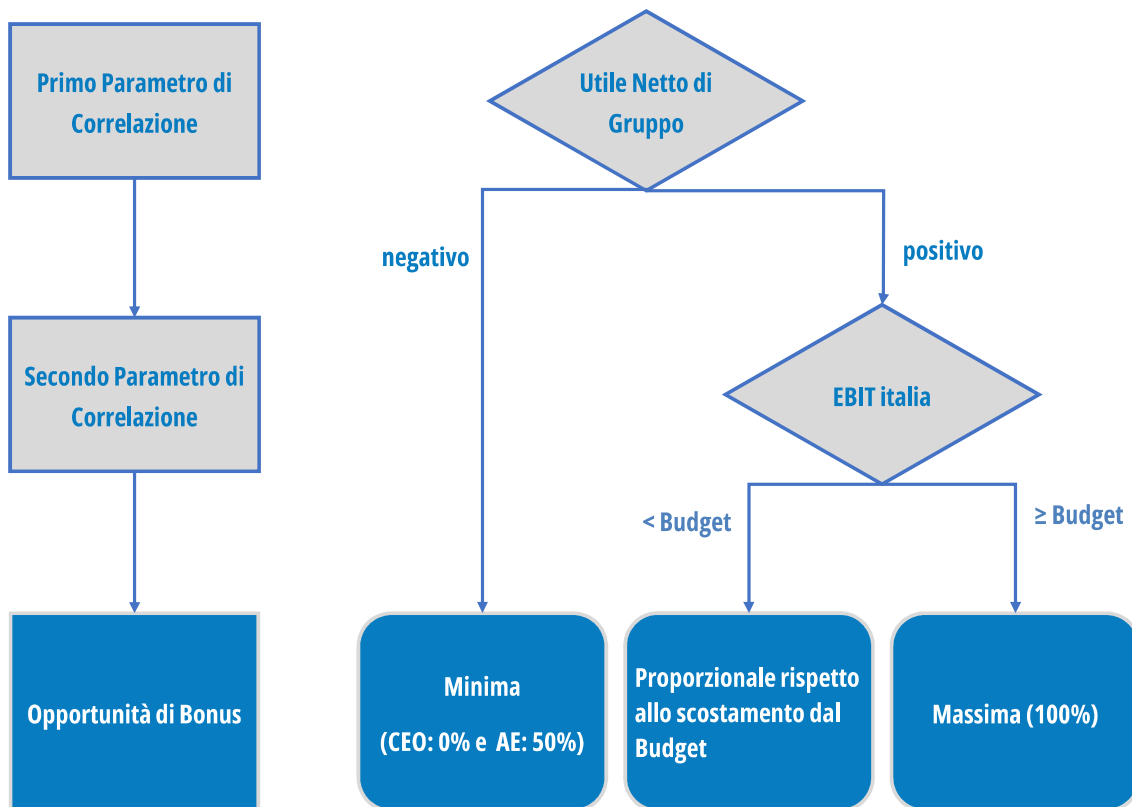 Primo Parametro di
Correlazione
Utile Netto di
Gruppo
negativo
positivo
Secondo Parametro di
Correlazione
EBIT italia
< Budget
≥ Budget
Opportunità di Bonus
Minima
(CEO: 0% e AE: 50%)
Proporzionale rispetto
allo scostamento dal
Budget
Massima (100%)